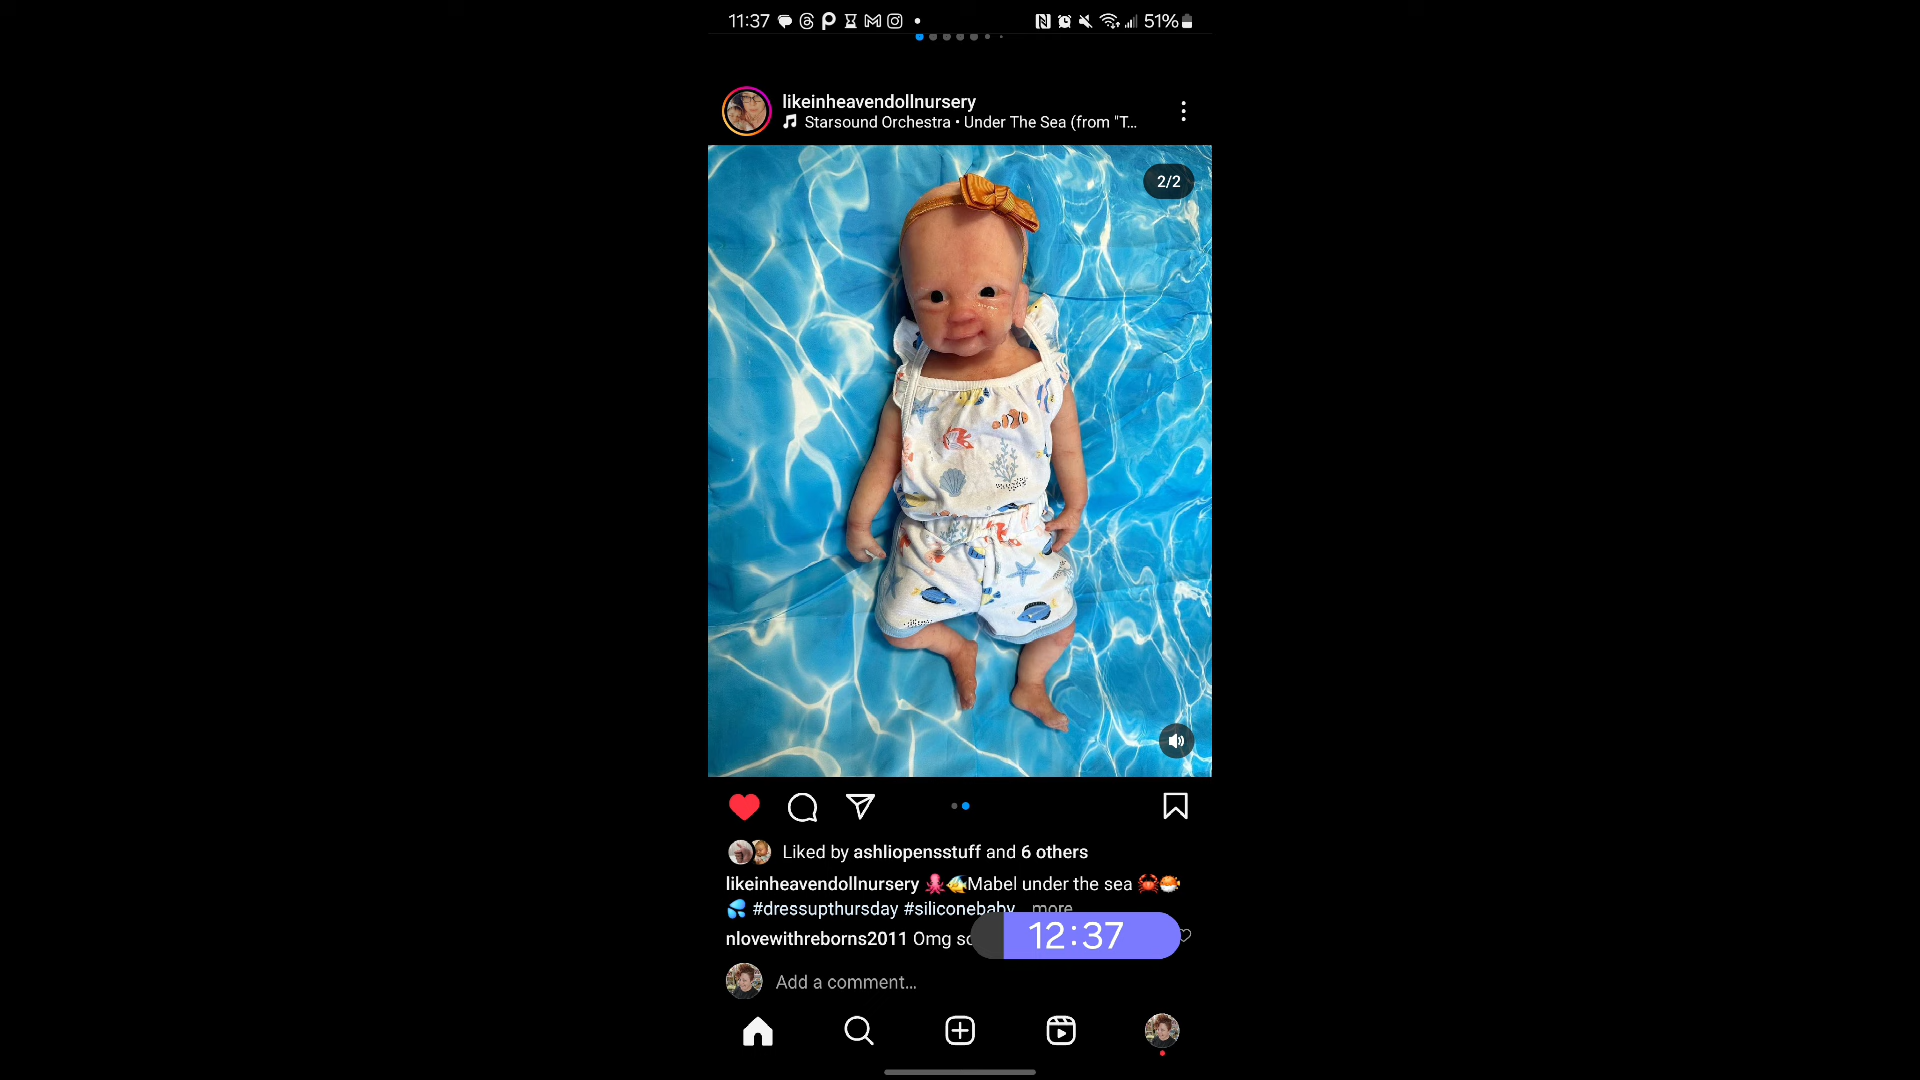 11:37 51%
likeinheavendollnursery
Starsound Orchestra • Under The Sea (from "T...
2/2
Liked by ashliopensstuff and 6 others
likeinheavendollnursery 🐙🐠Mabel under the sea 🦀🐡
💦 #dressupthursday #siliconebaby... more
nlovewithreborns2011 Omg
12:37
Add a comment...